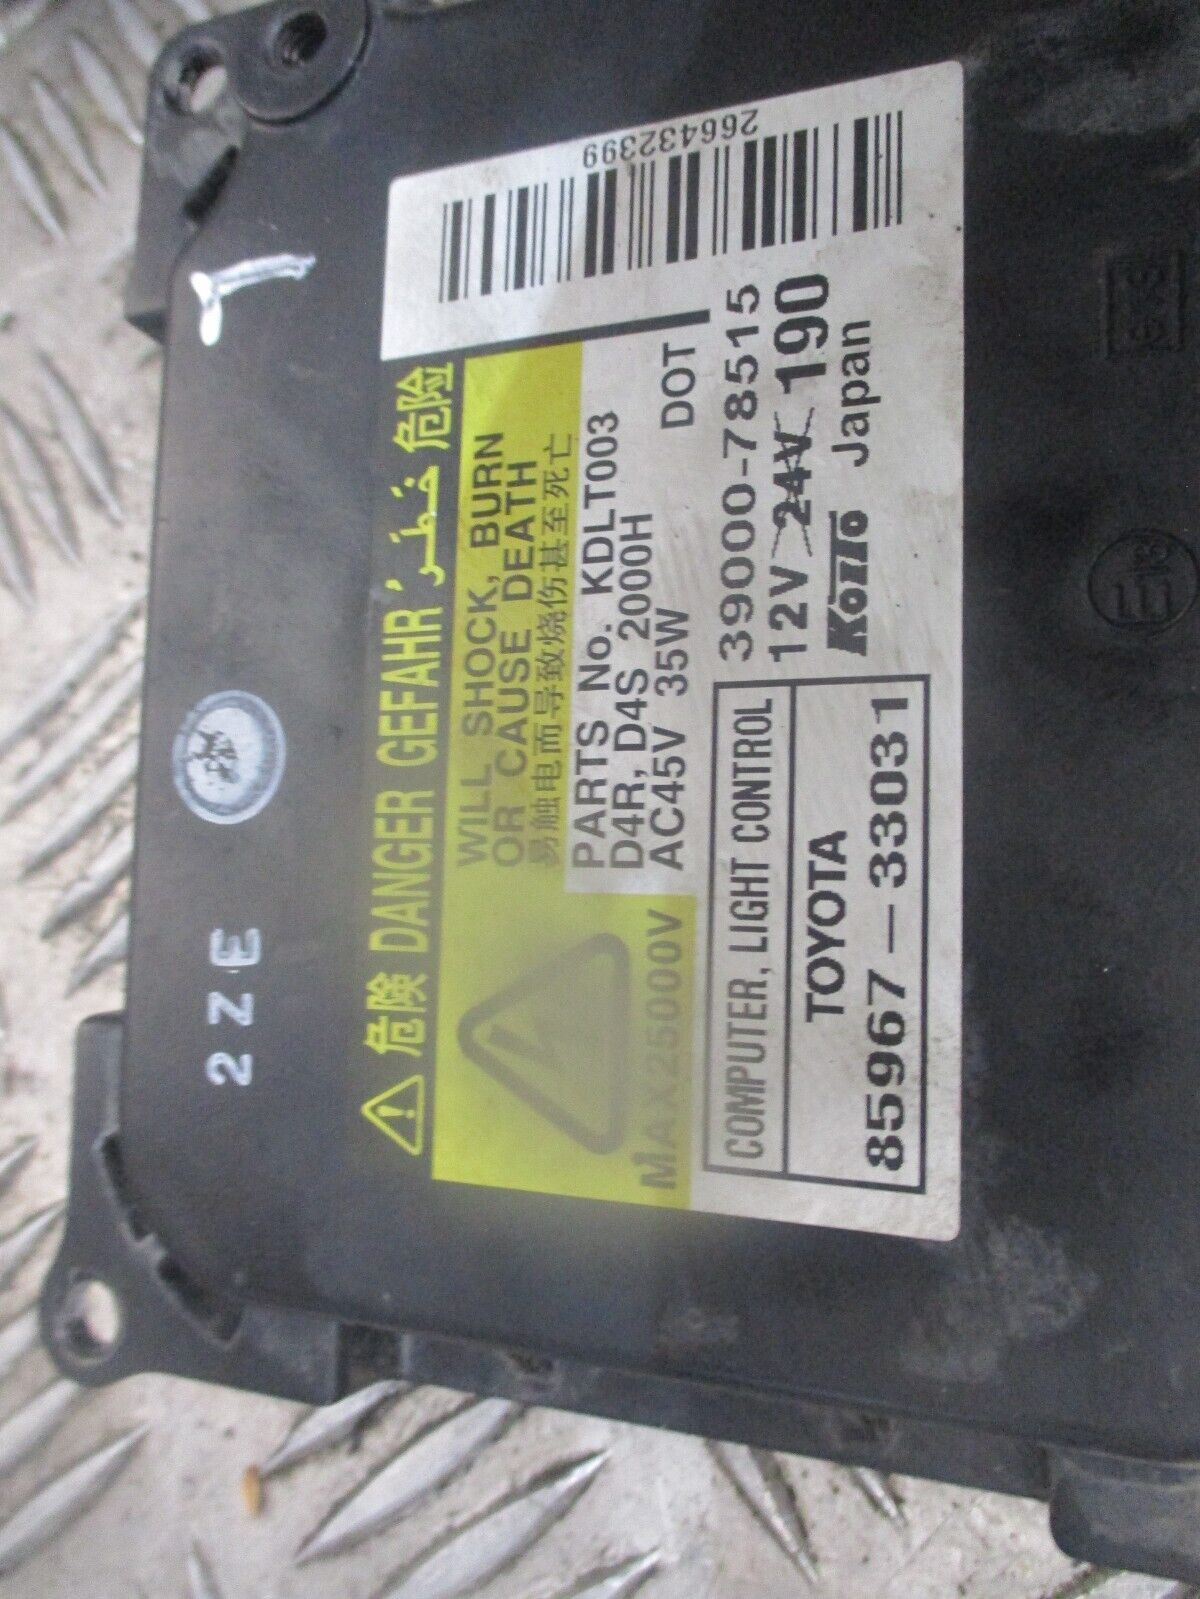 2ZE
⚠ 危険 DANGER GEFAHR خطر 危险
WILL SHOCK, BURN
OR CAUSE DEATH
易触电而导致烧伤甚至死亡
MAX25000V
PARTS No. KDLT003
D4R, D4S 2000H
AC45V 35W DOT
COMPUTER, LIGHT CONTROL
TOYOTA
85967-33031
39000-78515
12V 24V 190
KOITO Japan
266432399
E13